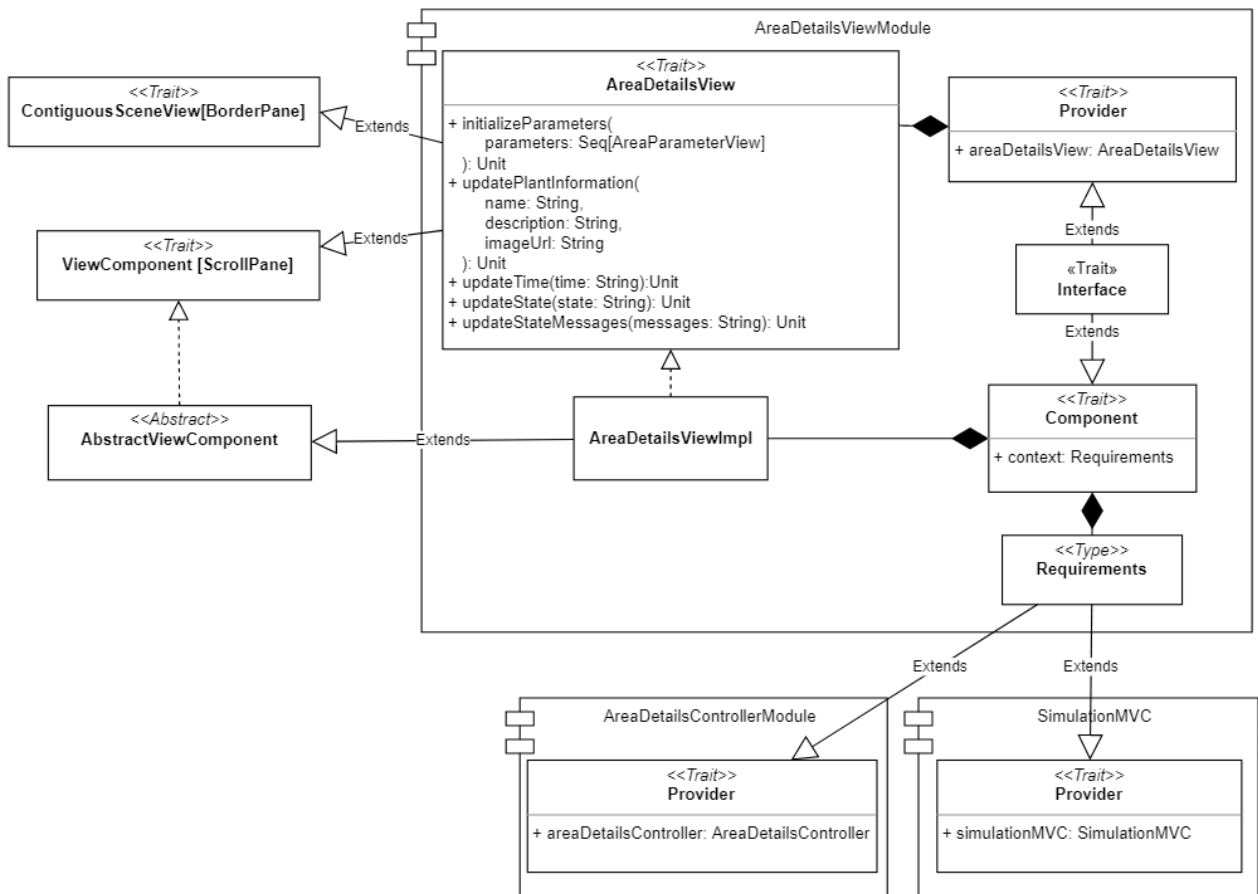 AreaDetailsViewModule
<<Trait>>
ContiguousSceneView[BorderPane]
Extends
<<Trait>>
ViewComponent [ScrollPane]
Extends
<<Abstract>>
AbstractViewComponent
Extends
<<Trait>>
AreaDetailsView
+ initializeParameters(
parameters: Seq[AreaParameterView]
): Unit
+ updatePlantInformation(
name: String,
description: String,
imageUrl: String
): Unit
+ updateTime(time: String):Unit
+ updateState(state: String): Unit
+ updateStateMessages(messages: String): Unit
AreaDetailsViewImpl
<<Trait>>
Provider
+ areaDetailsView: AreaDetailsView
Extends
«Trait»
Interface
Extends
<<Trait>>
Component
+ context: Requirements
<<Type>>
Requirements
Extends
Extends
AreaDetailsControllerModule
<<Trait>>
Provider
+ areaDetailsController: AreaDetailsController
SimulationMVC
<<Trait>>
Provider
+ simulationMVC: SimulationMVC